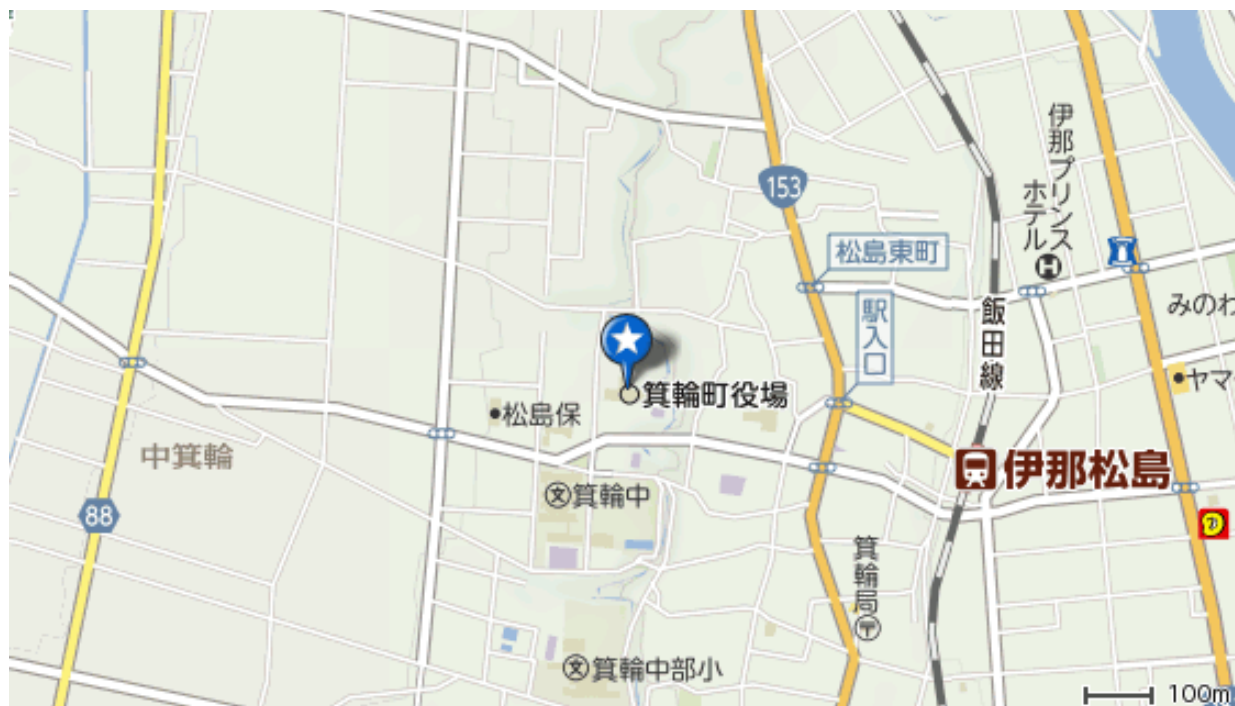 153
伊那プリンス
ホテル
H
松島東町
駅入口
飯田線
みのわ
ヤマ
箕輪町役場
松島保
中箕輪
伊那松島
文箕輪中
88
箕輪局
〒
文箕輪中部小
100m